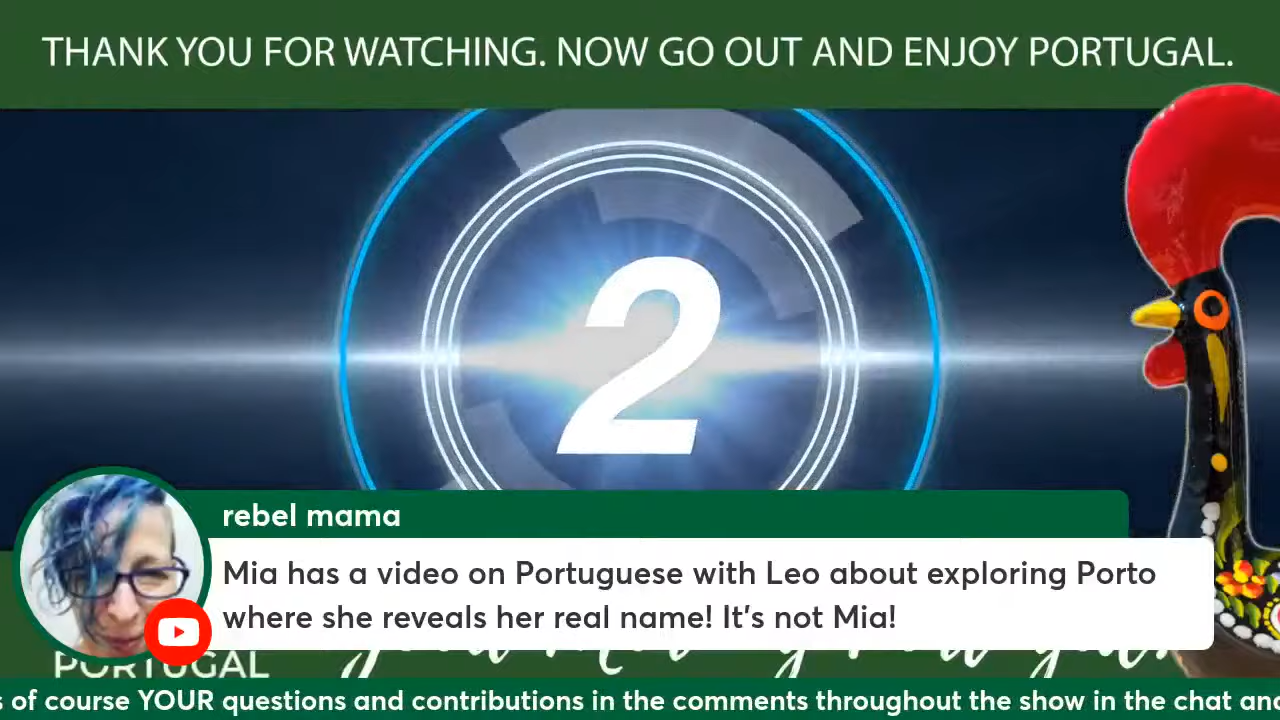 THANK YOU FOR WATCHING. NOW GO OUT AND ENJOY PORTUGAL.
2
rebel mama
Mia has a video on Portuguese with Leo about exploring Porto
where she reveals her real name! It's not Mia!
PORTUGAL
of course YOUR questions and contributions in the comments throughout the show in the chat